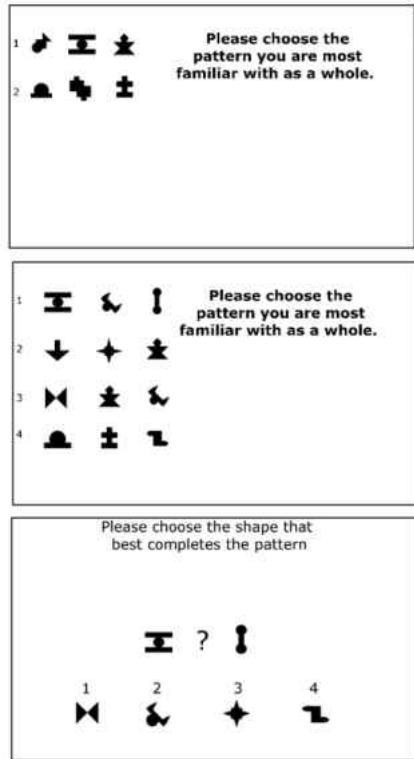 Please choose the
pattern you are most
familiar with as a whole.
1
2
Please choose the
pattern you are most
familiar with as a whole.
1
2
3
4
Please choose the shape that
best completes the pattern
?
1 2 3 4